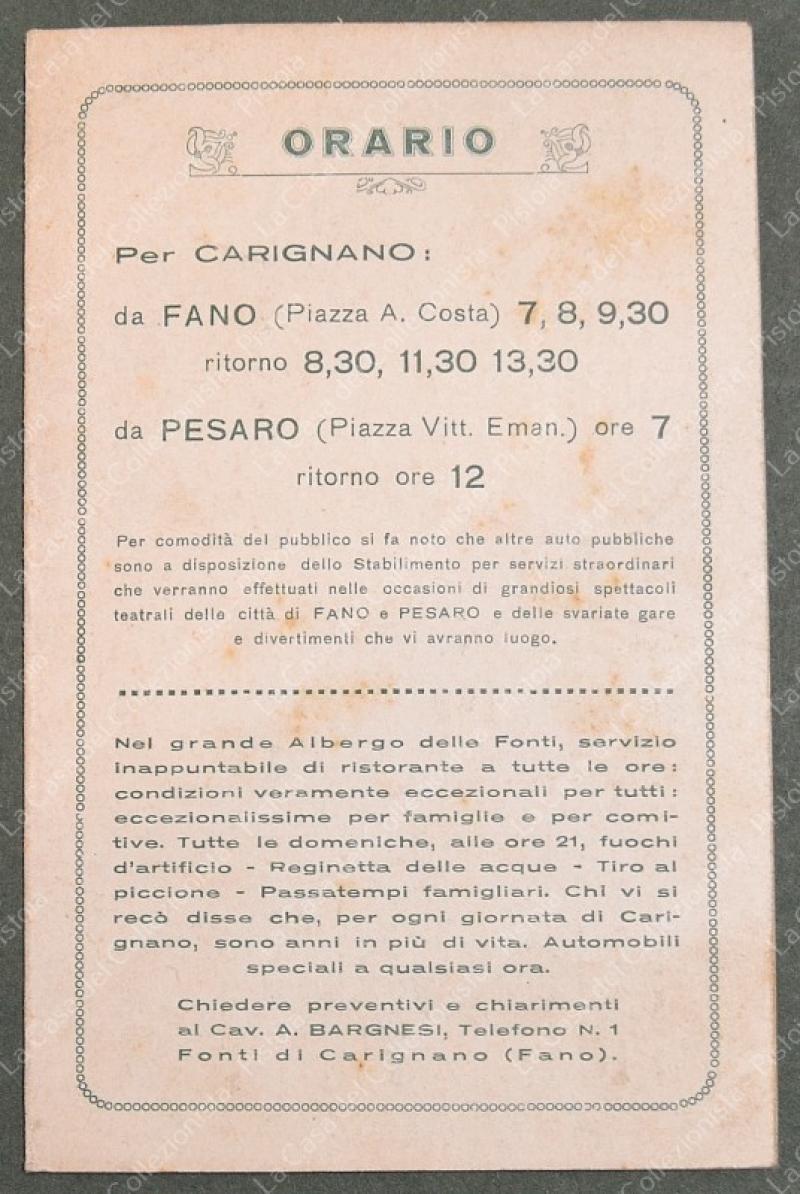 ORARIO
Per CARIGNANO:
da FANO (Piazza A. Costa) 7, 8, 9,30
ritorno 8,30, 11,30 13,30
da PESARO (Piazza Vitt. Eman.) ore 7
ritorno ore 12
Per comodità del pubblico si fa noto che altre auto pubbliche
sono a disposizione dello Stabilimento per servizi straordinari
che verranno effettuati nelle occasioni di grandiosi spettacoli
teatrali delle città di FANO e PESARO e delle svariate gare
e divertimenti che vi avranno luogo.
Nel grande Albergo delle Fonti, servizio
inappuntabile di ristorante a tutte le ore:
condizioni veramente eccezionali per tutti:
eccezionalissime per famiglie e per comi-
tive. Tutte le domeniche, alle ore 21, fuochi
d'artificio - Reginetta delle acque - Tiro al
piccione - Passatempi famigliari. Chi vi si
recò disse che, per ogni giornata di Cari-
gnano, sono anni in più di vita. Automobili
speciali a qualsiasi ora.
Chiedere preventivi e chiarimenti
al Cav. A. BARGNESI, Telefono N. 1
Fonti di Carignano (Fano).
La Casa del Collezionista
Pistoia